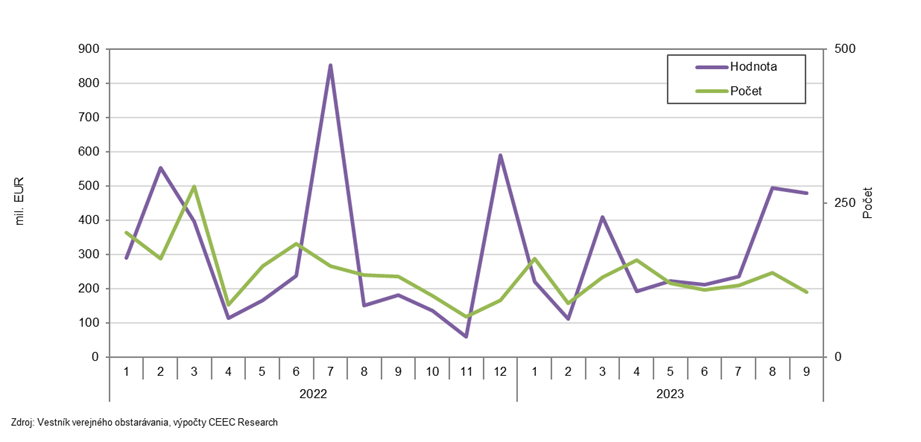 900
800
700
600
500
400
300
200
100
0
mil. EUR
500
250
0
Počet
Hodnota
Počet
1 2 3 4 5 6 7 8 9 10 11 12 1 2 3 4 5 6 7 8 9
2022 2023
Zdroj: Vestník verejného obstarávania, výpočty CEEC Research